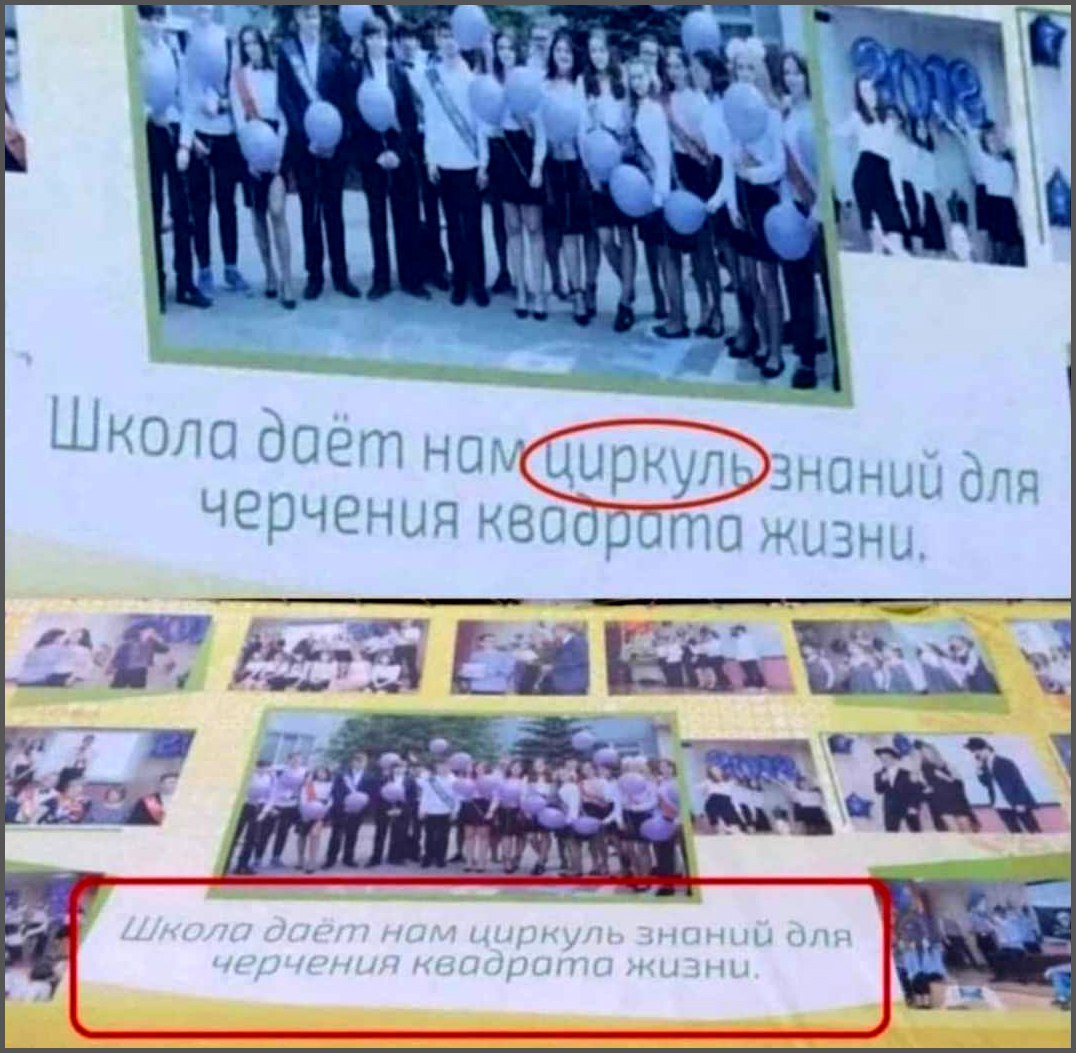 Школа даёт нам циркуль знаний для
черчения квадрата жизни.
Школа даёт нам циркуль знаний для
черчения квадрата жизни.